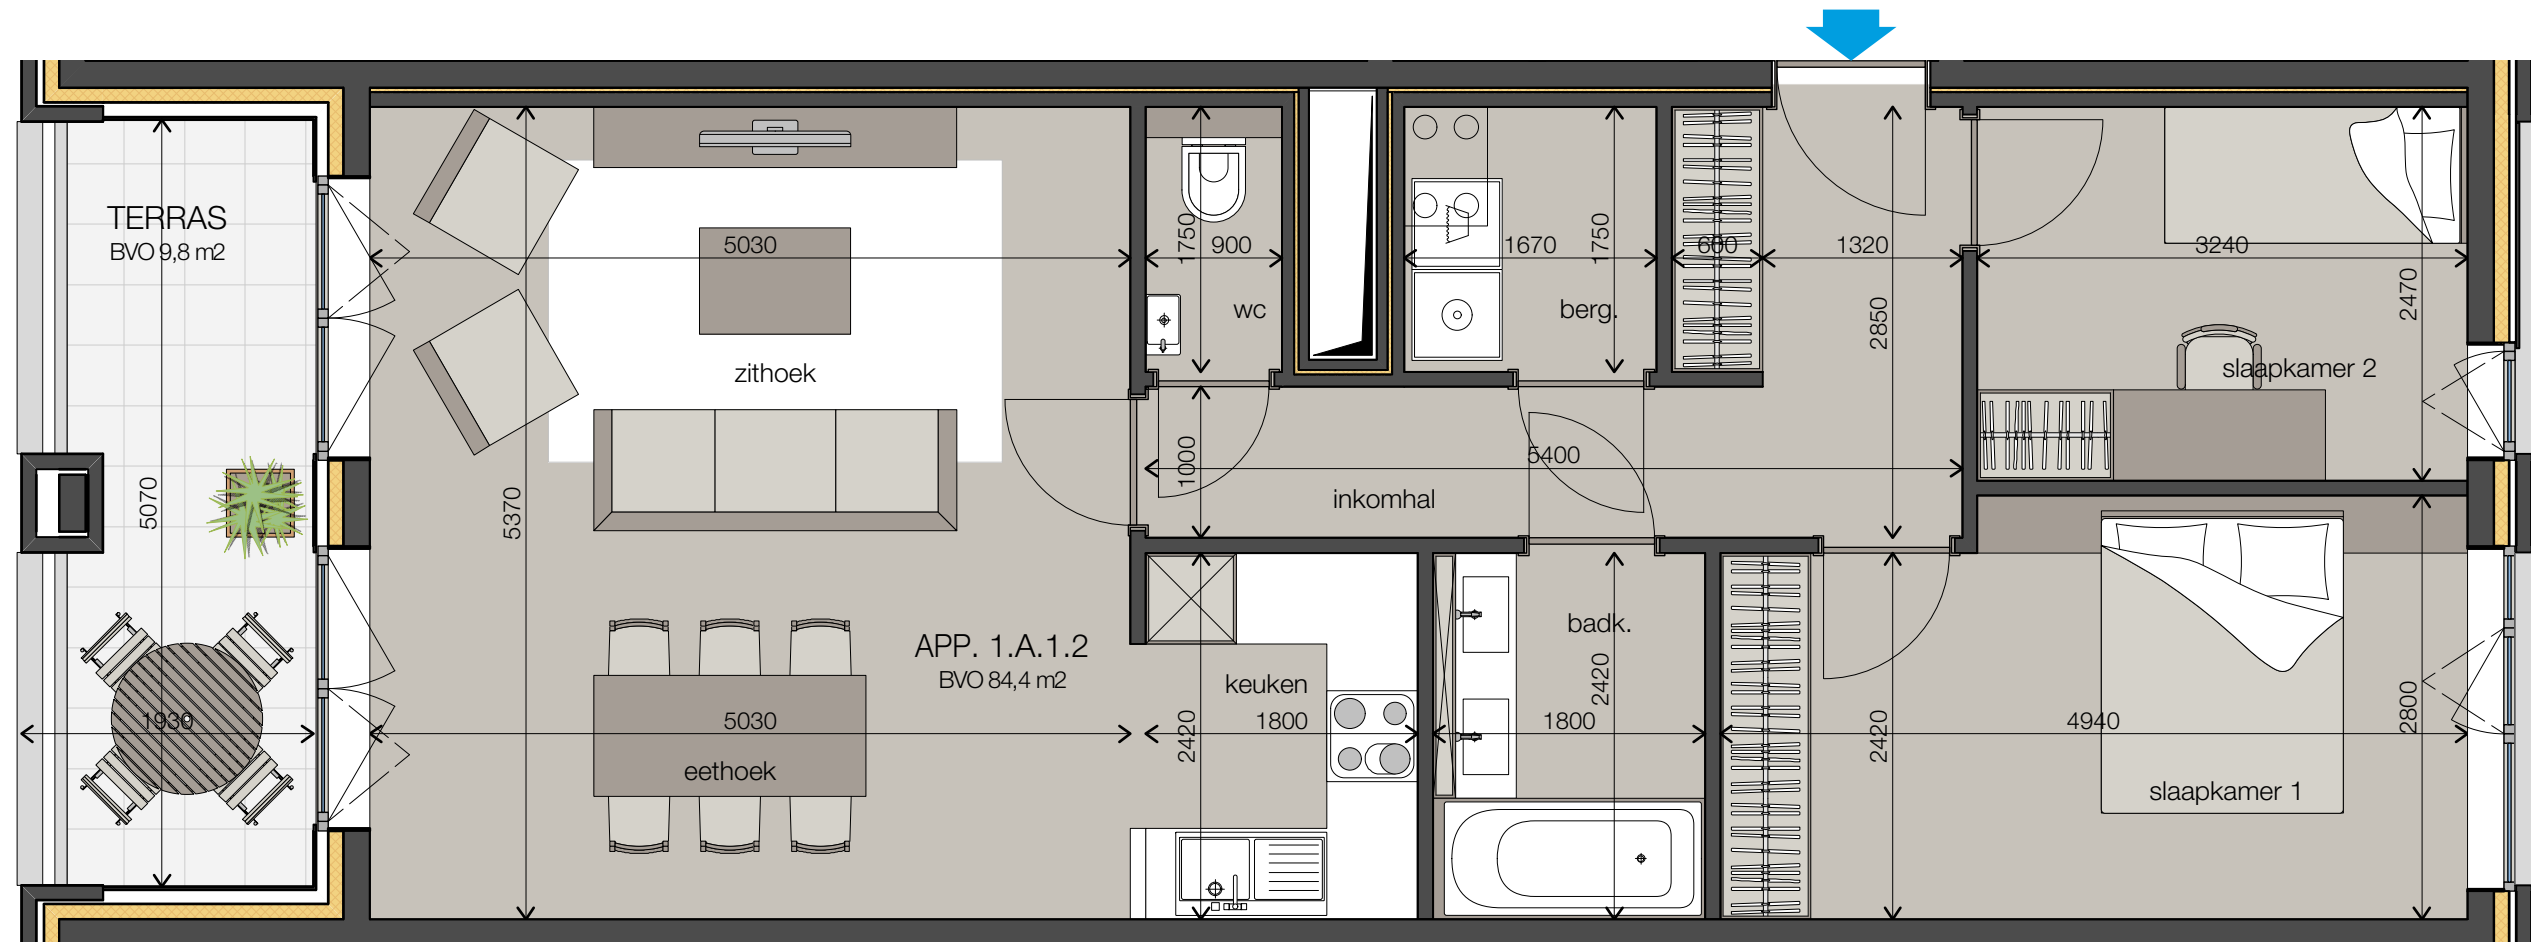 TERRAS
BVO 9,8 m2
5070
1930
5030
zithoek
5370
1750
900
wc
1670
1750
berg.
600
1320
2850
3240
2470
slaapkamer 2
1000
5400
inkomhal
APP. 1.A.1.2
BVO 84,4 m2
5030
eethoek
keuken
1800
2420
badk.
2420
1800
2420
4940
2800
slaapkamer 1